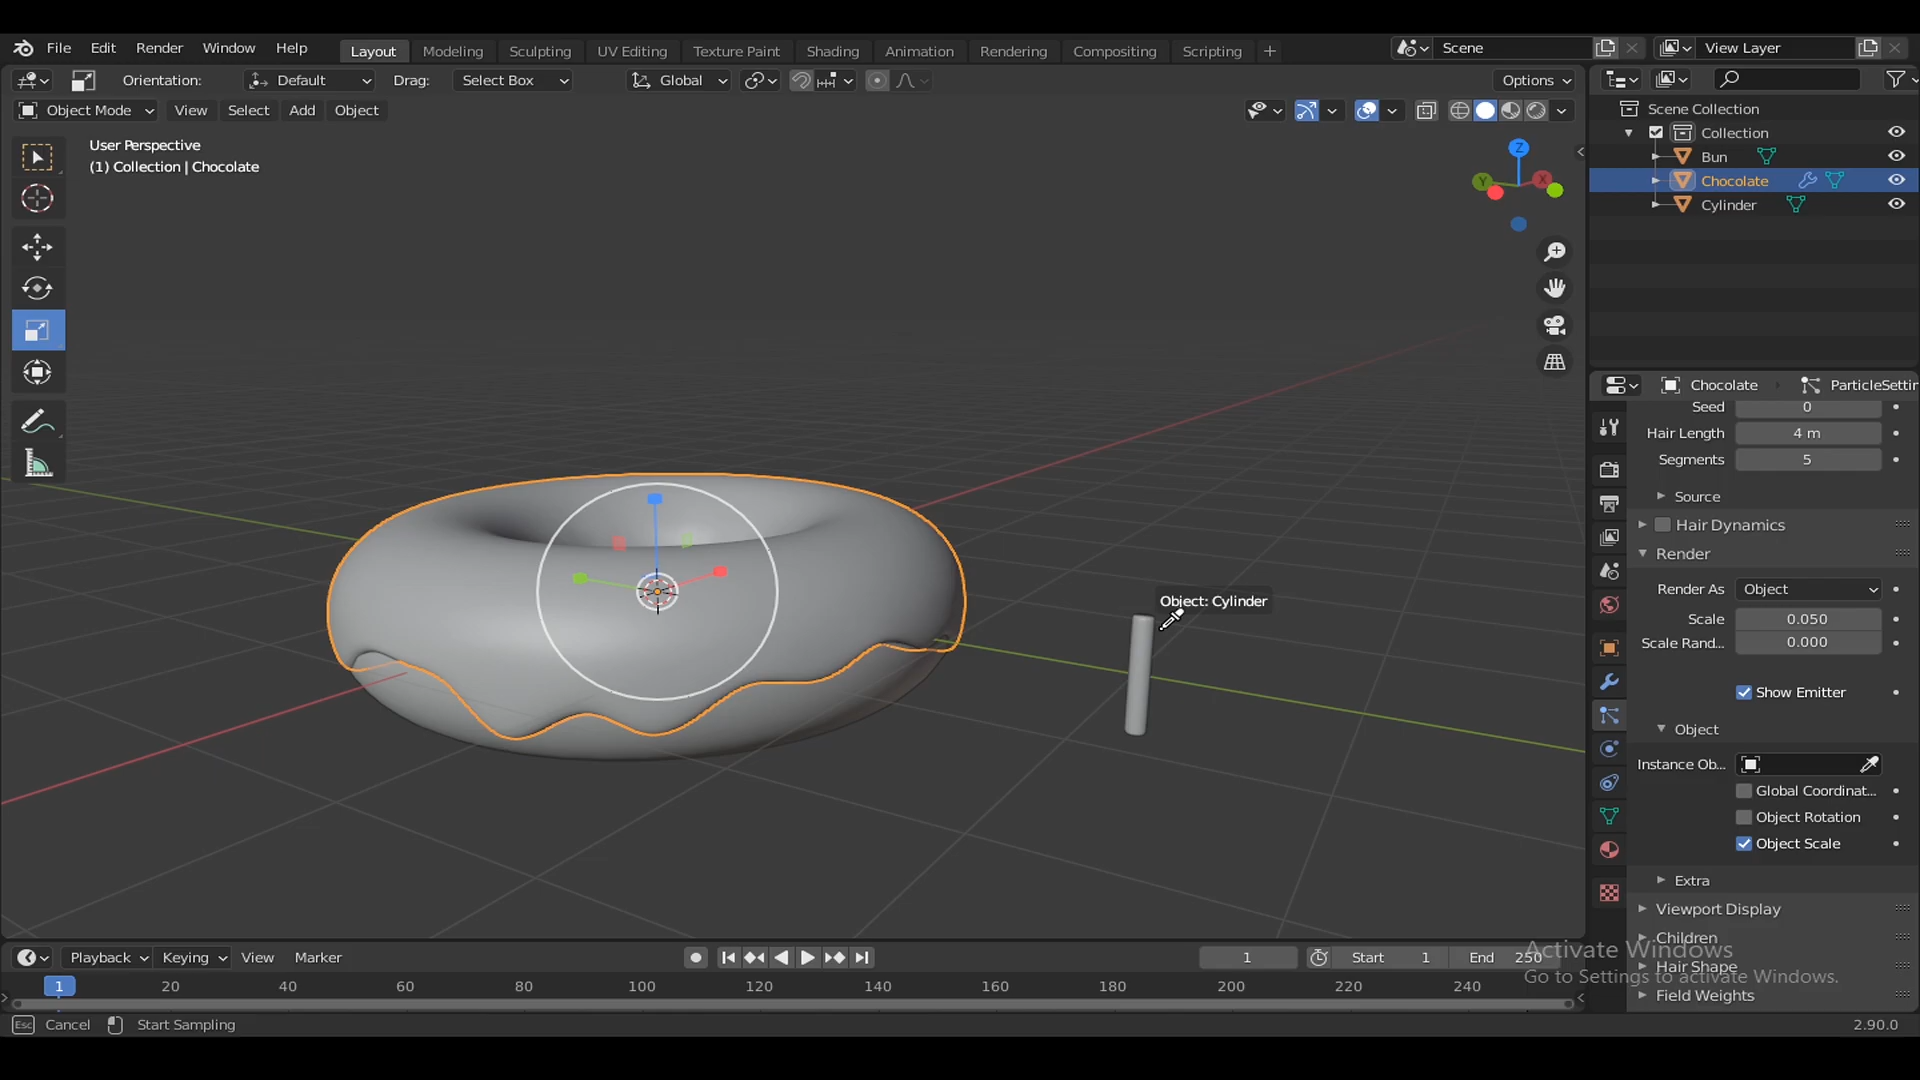 File Edit Render Window Help Layout Modeling Sculpting UV Editing Texture Paint Shading Animation Rendering Compositing Scripting + Scene View Layer
Orientation: Default Drag: Select Box Global Options
Object Mode View Select Add Object
User Perspective
(1) Collection | Chocolate
Z
Y
X
Object: Cylinder
Scene Collection
Collection
Bun
Chocolate
Cylinder
Chocolate ParticleSettir
Seed 0
Hair Length 4 m
Segments 5
Source
Hair Dynamics
Render
Render As Object
Scale 0.050
Scale Rand... 0.000
Show Emitter
Object
Instance Ob...
Global Coordinat...
Object Rotation
Object Scale
Extra
Viewport Display
Children
Hair Shape
Field Weights
Activate Windows
Go to Settings to activate Windows.
Playback Keying View Marker 1 Start 1 End 250
1 20 40 60 80 100 120 140 160 180 200 220 240
Esc Cancel Start Sampling 2.90.0